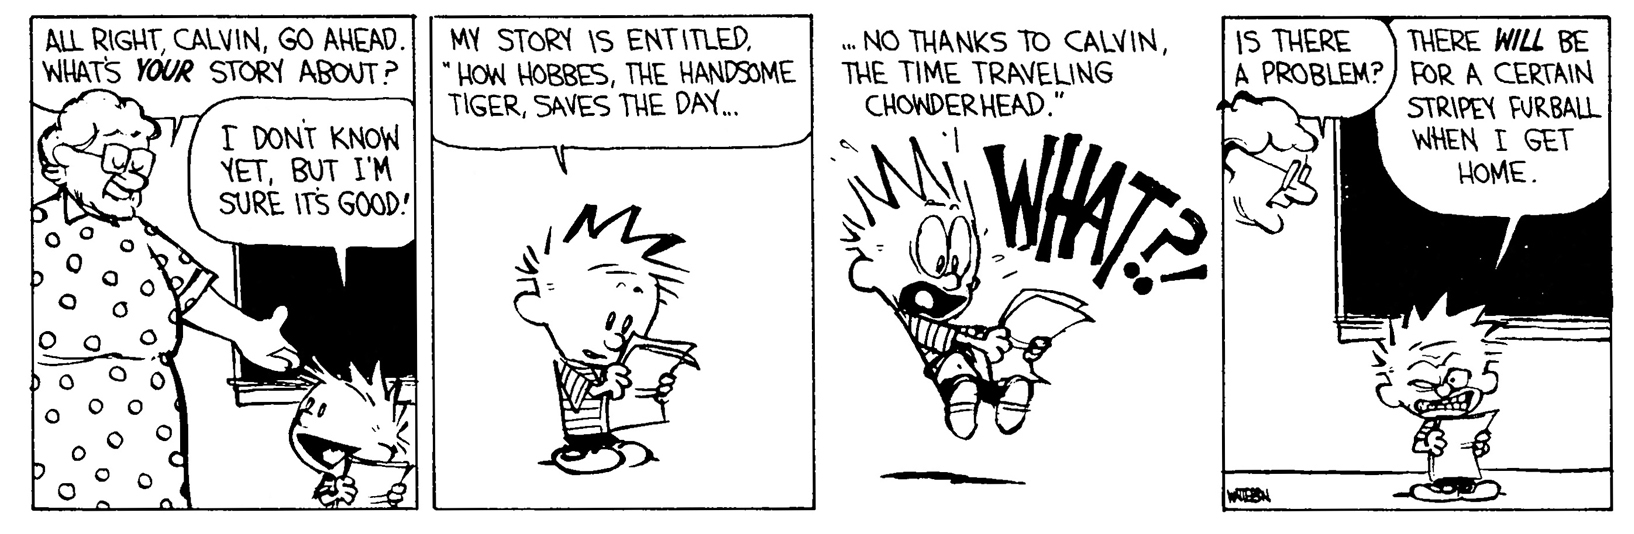 ALL RIGHT, CALVIN, GO AHEAD.
WHAT'S YOUR STORY ABOUT?
I DON'T KNOW
YET, BUT I'M
SURE IT'S GOOD!
MY STORY IS ENTITLED,
"HOW HOBBES, THE HANDSOME
TIGER, SAVES THE DAY...
...NO THANKS TO CALVIN,
THE TIME TRAVELING
CHOWDERHEAD."
WHAT?!
IS THERE
A PROBLEM?
THERE WILL BE
FOR A CERTAIN
STRIPEY FURBALL
WHEN I GET
HOME.
WATTERSON